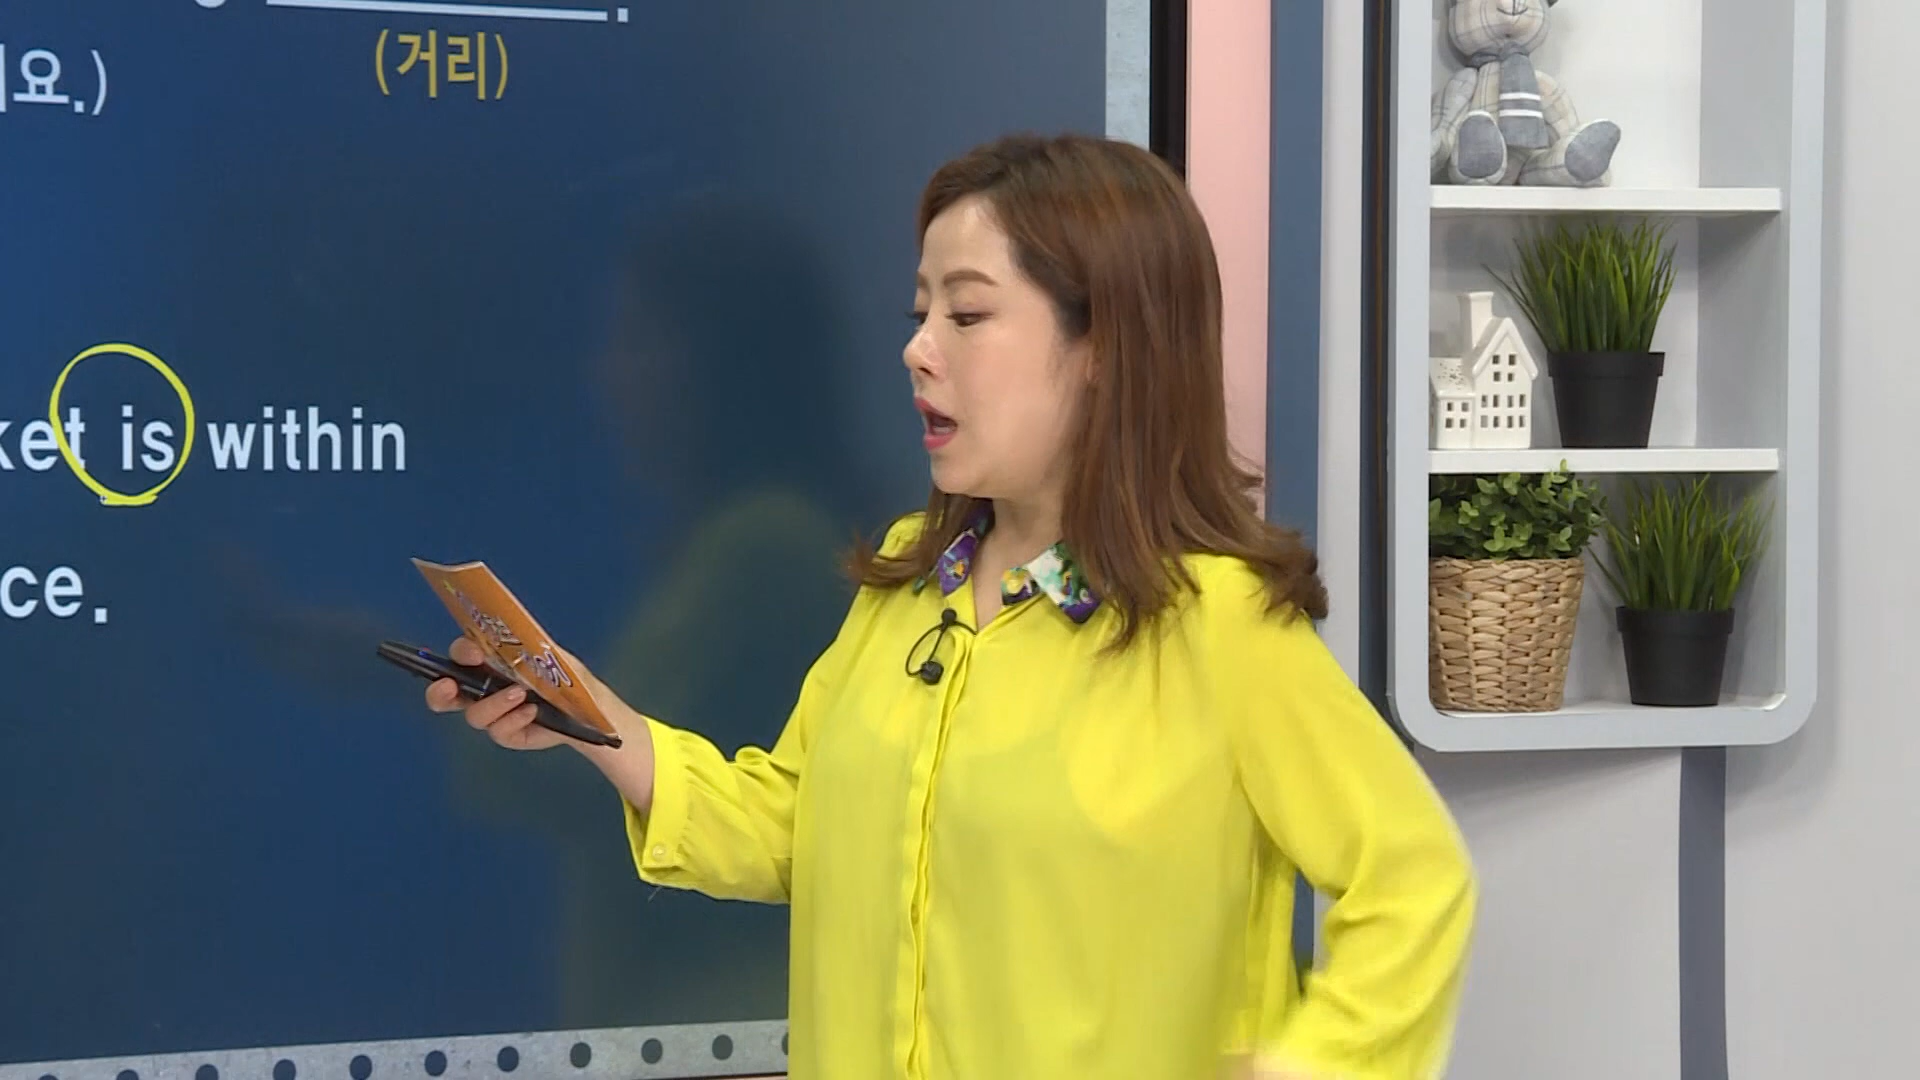 (거리)
요.)
ket is within
ce.